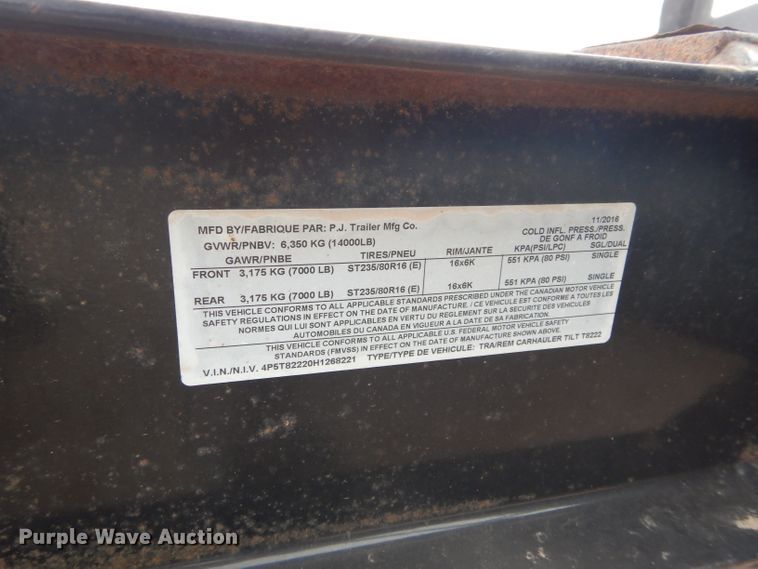 MFD BY/FABRIQUE PAR: P.J. Trailer Mfg Co. 11/2016
GVWR/PNBV: 6,350 KG (14000LB) COLD INFL. PRESS./PRESS. DE GONF A FROID
GAWR/PNBE TIRES/PNEU RIM/JANTE KPA(PSI/LPC) SGL/DUAL
FRONT 3,175 KG (7000 LB) ST235/80R16 (E) 16x6K 551 KPA (80 PSI) SINGLE
REAR 3,175 KG (7000 LB) ST235/80R16 (E) 16x6K 551 KPA (80 PSI) SINGLE
THIS VEHICLE CONFORMS TO ALL APPLICABLE STANDARDS PRESCRIBED UNDER THE CANADIAN MOTOR VEHICLE
SAFETY REGULATIONS IN EFFECT ON THE DATE OF MANUFACTURE. / CE VEHICULE EST CONFORME A TOUTES LES
NORMES QUI LUI SONT APPLICABLES EN VERTU DU REGLEMENT SUR LA SECURITE DES VEHICULES
AUTOMOBILES DU CANADA EN VIGUEUR A LA DATE DE SA FABRICATION.
THIS VEHICLE CONFORMS TO ALL APPLICABLE U.S. FEDERAL MOTOR VEHICLE SAFETY
STANDARDS (FMVSS) IN EFFECT ON THE DATE OF MANUFACTURE SHOWN ABOVE.
V.I.N./N.I.V. 4P5T82220H1268221 TYPE/TYPE DE VEHICULE: TRA/REM CARHAULER TILT T8222
Purple Wave Auction